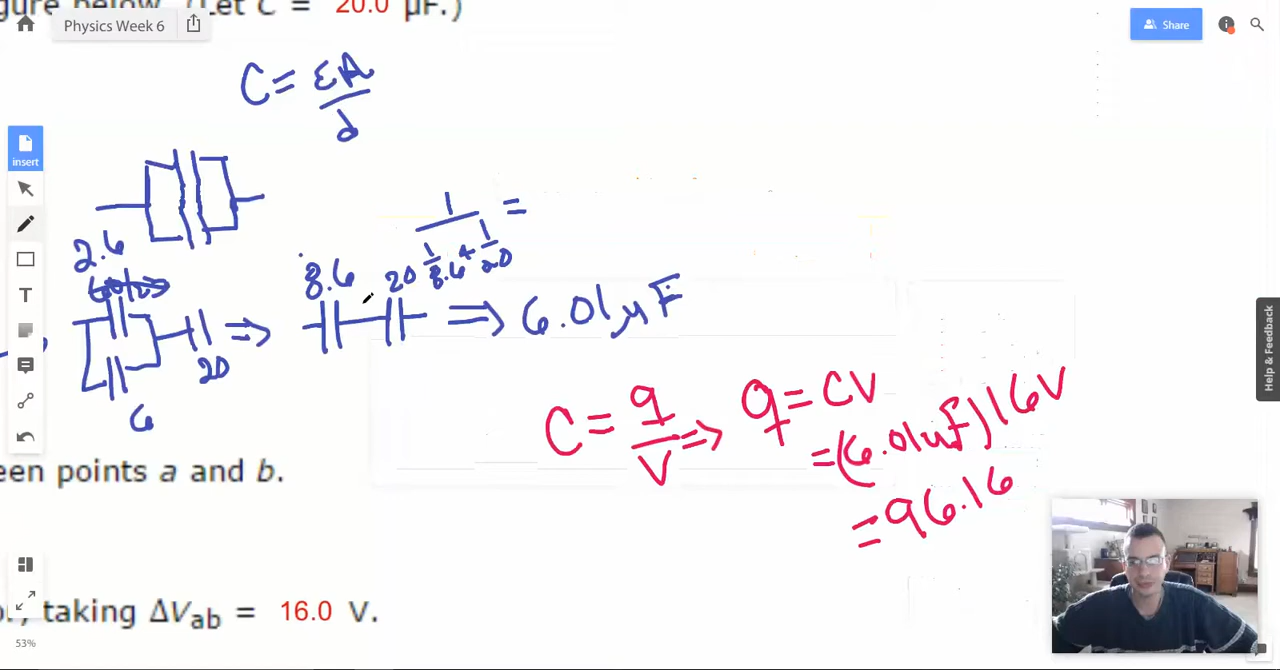 gure below. (Let C = 20.0 µF.)
Physics Week 6
Share
C = εA
d
insert
2.6
1 =
1/8.6 + 1/20
8.6
20
⇒ 6.01 µF
⇒
20
6
C = q/V ⇒ q = CV
= (6.01uF)16V
= 96.16
een points a and b.
or, taking ΔVab = 16.0 V.
53%
T
Help & Feedback